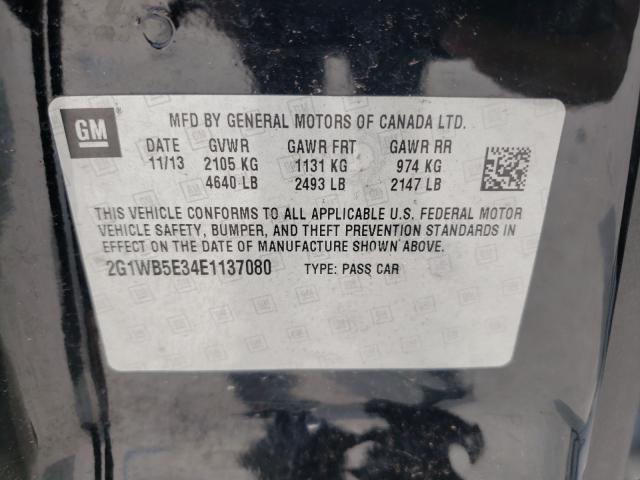 GM
MFD BY GENERAL MOTORS OF CANADA LTD.
DATE GVWR GAWR FRT GAWR RR
11/13 2105 KG 1131 KG 974 KG
4640 LB 2493 LB 2147 LB
THIS VEHICLE CONFORMS TO ALL APPLICABLE U.S. FEDERAL MOTOR
VEHICLE SAFETY, BUMPER, AND THEFT PREVENTION STANDARDS IN
EFFECT ON THE DATE OF MANUFACTURE SHOWN ABOVE.
2G1WB5E34E1137080 TYPE: PASS CAR